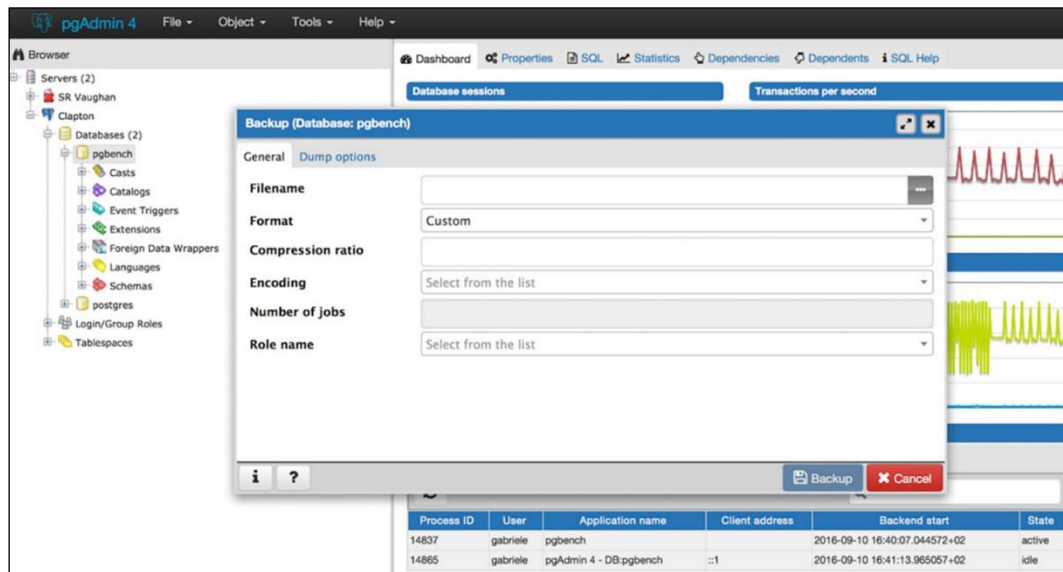 pgAdmin 4 File Object Tools Help
Browser
Servers (2)
SR Vaughan
Clapton
Databases (2)
pgbench
Casts
Catalogs
Event Triggers
Extensions
Foreign Data Wrappers
Languages
Schemas
postgres
Login/Group Roles
Tablespaces
Dashboard Properties SQL Statistics Dependencies Dependents SQL Help
Database sessions Transactions per second
Backup (Database: pgbench)
General Dump options
Filename
Format Custom
Compression ratio
Encoding Select from the list
Number of jobs
Role name Select from the list
i ? Backup Cancel
Process ID User Application name Client address Backend start State
14837 gabriele pgbench 2016-09-10 16:40:07.044572+02 active
14865 gabriele pgAdmin 4 - DB:pgbench ::1 2016-09-10 16:41:13.965057+02 idle